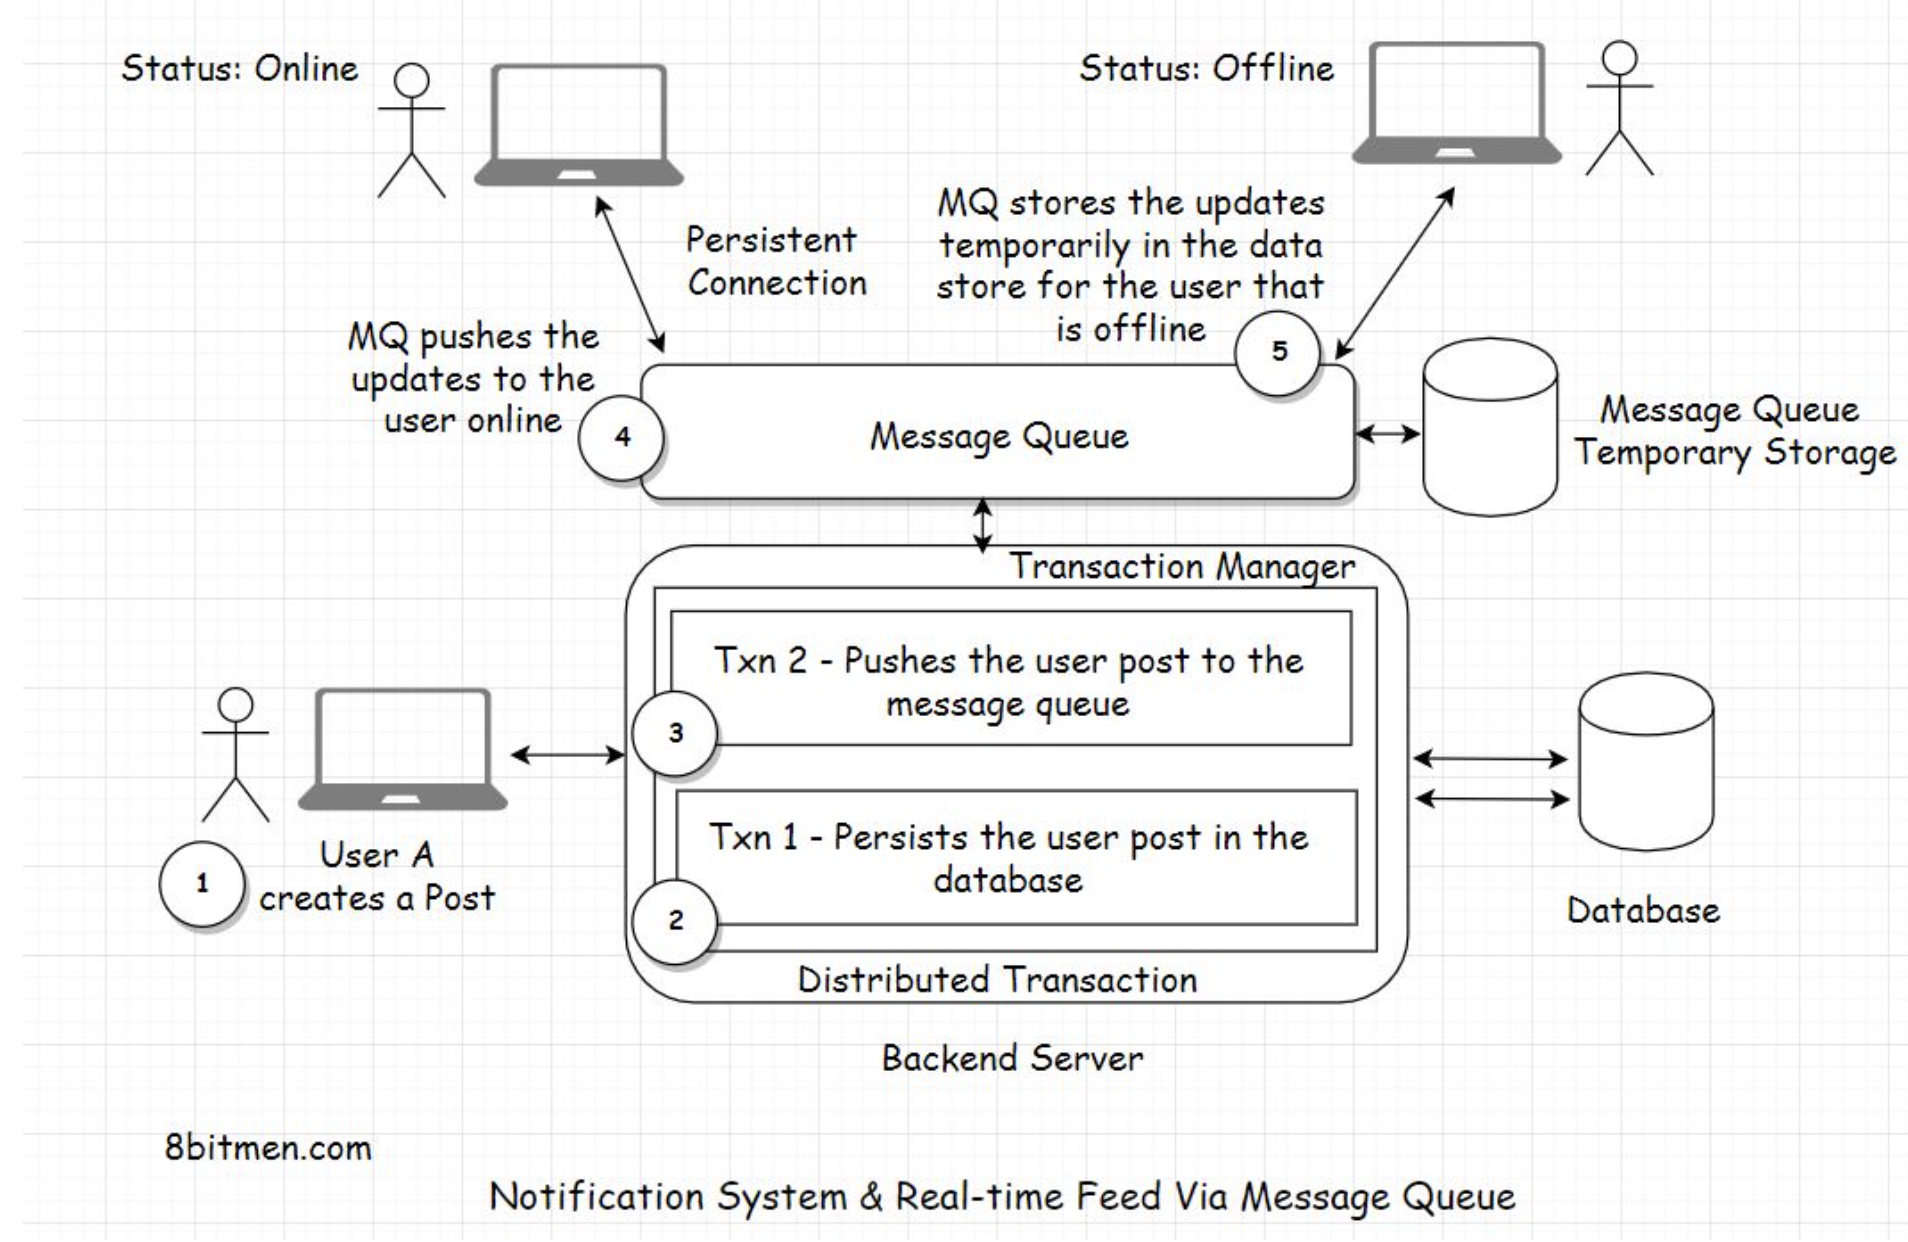 Status: Online
Status: Offline
Persistent
Connection
MQ stores the updates
temporarily in the data
store for the user that
is offline
5
MQ pushes the
updates to the
user online
4
Message Queue
Message Queue
Temporary Storage
Transaction Manager
Txn 2 - Pushes the user post to the
message queue
3
Txn 1 - Persists the user post in the
database
2
Distributed Transaction
User A
creates a Post
1
Database
Backend Server
8bitmen.com
Notification System & Real-time Feed Via Message Queue